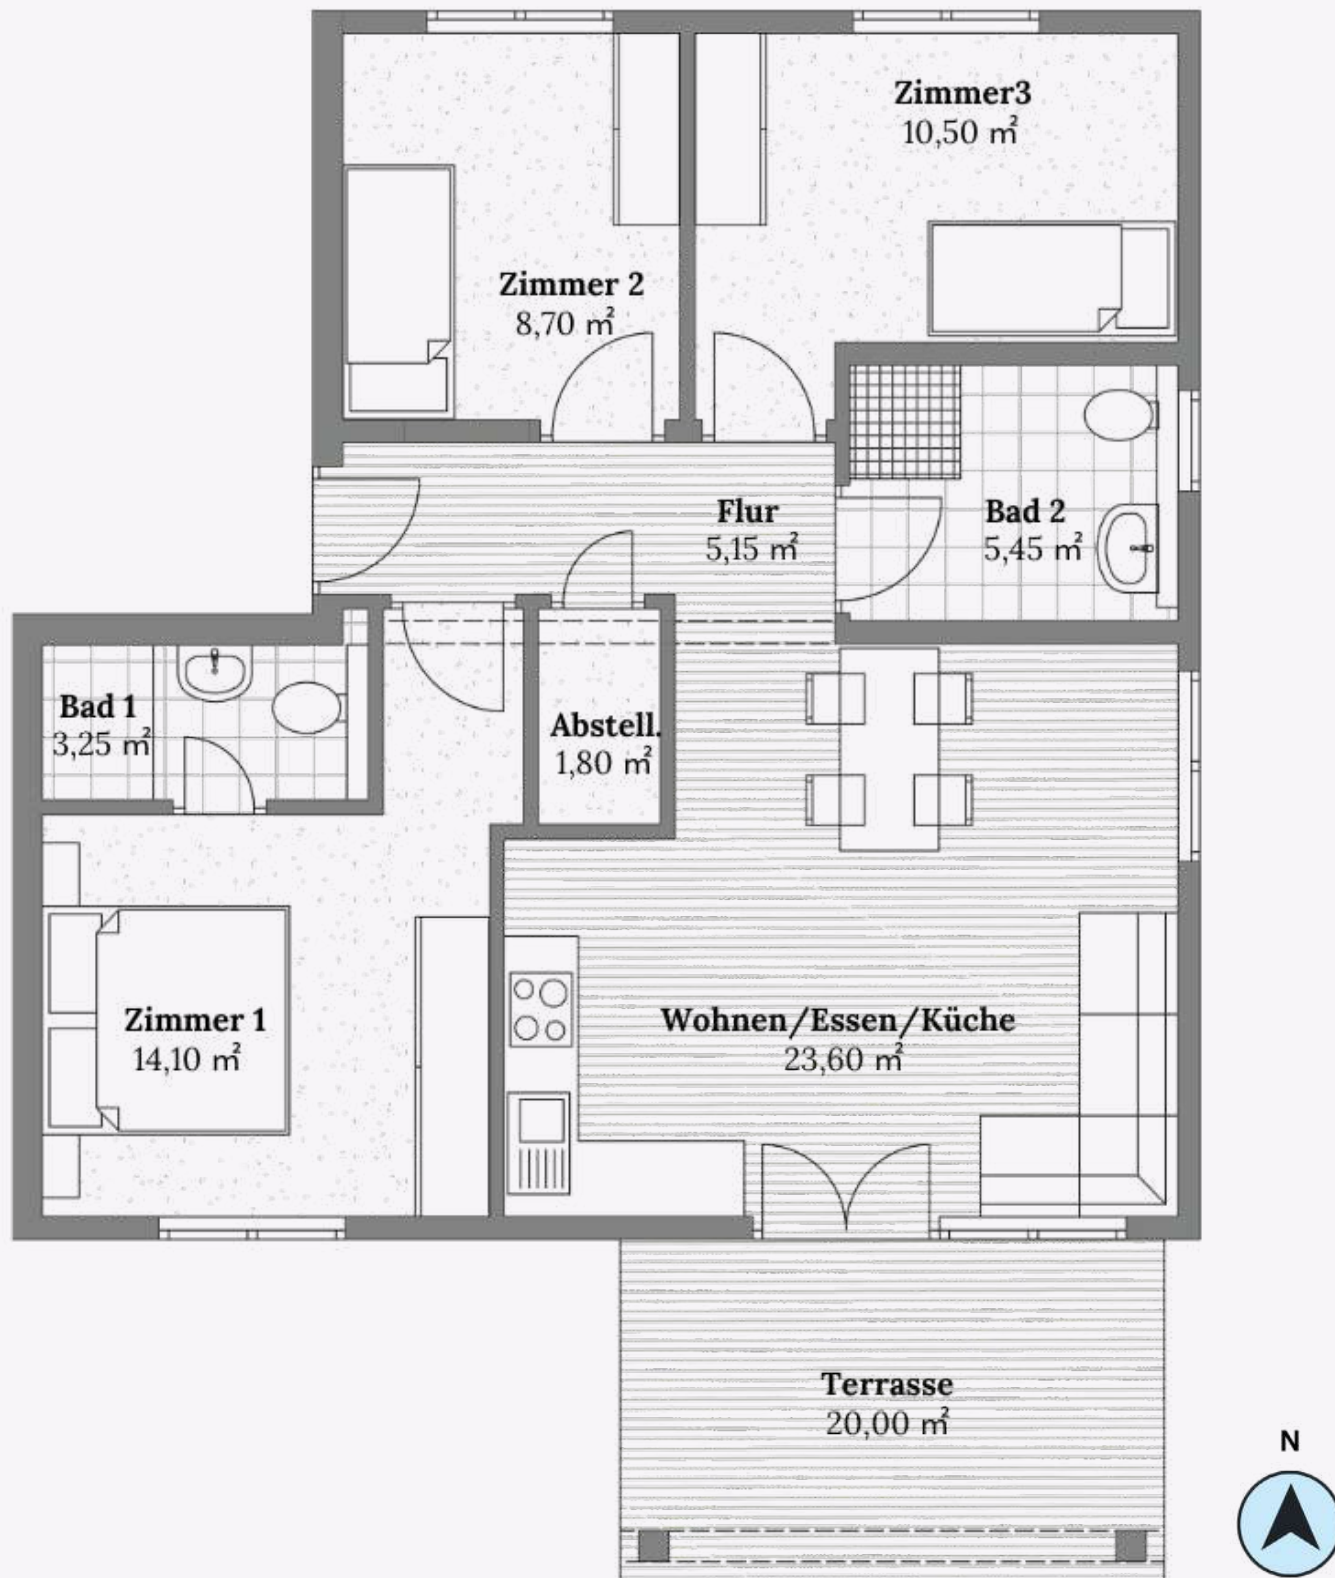 Zimmer3
10,50 m²
Zimmer 2
8,70 m²
Flur
5,15 m²
Bad 2
5,45 m²
Bad 1
3,25 m²
Abstell.
1,80 m²
Zimmer 1
14,10 m²
Wohnen/Essen/Küche
23,60 m²
Terrasse
20,00 m²
N